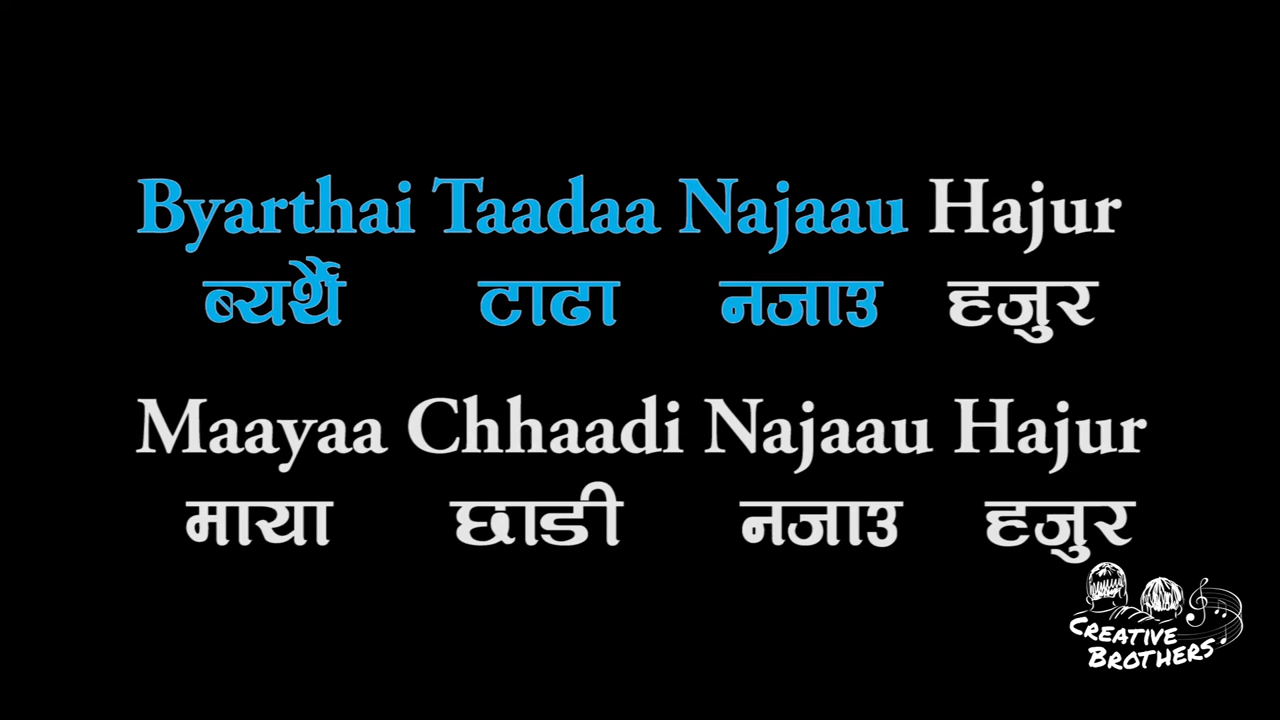 Byarthai Taadaa Najaau Hajur
ब्यर्थै टाढा नजाउ हजुर
Maayaa Chhaadi Najaau Hajur
माया छाडी नजाउ हजुर
CREATIVE
BROTHERS